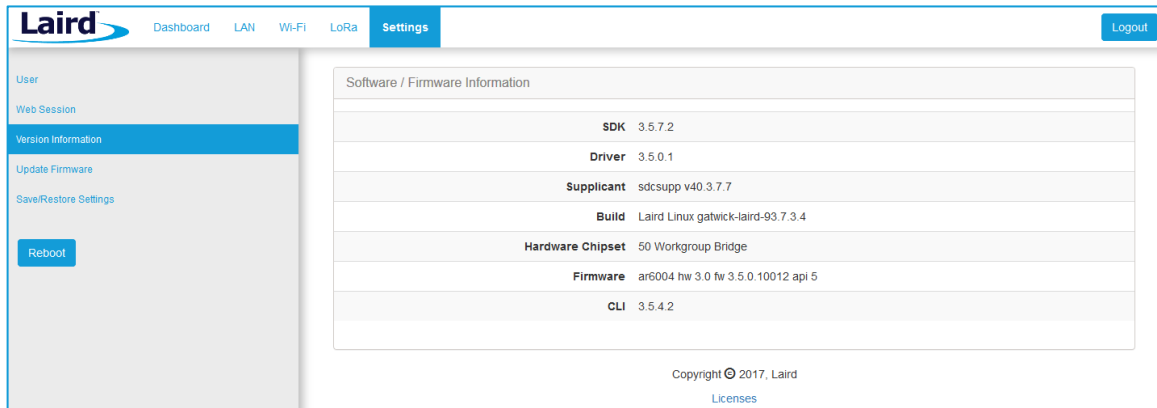 Laird Dashboard LAN Wi-Fi LoRa Settings Logout
User
Web Session
Version Information
Update Firmware
Save/Restore Settings
Reboot
Software / Firmware Information
SDK 3.5.7.2
Driver 3.5.0.1
Supplicant sdcsupp v40.3.7.7
Build Laird Linux gatwick-laird-93.7.3.4
Hardware Chipset 50 Workgroup Bridge
Firmware ar6004 hw 3.0 fw 3.5.0.10012 api 5
CLI 3.5.4.2
Copyright © 2017, Laird
Licenses